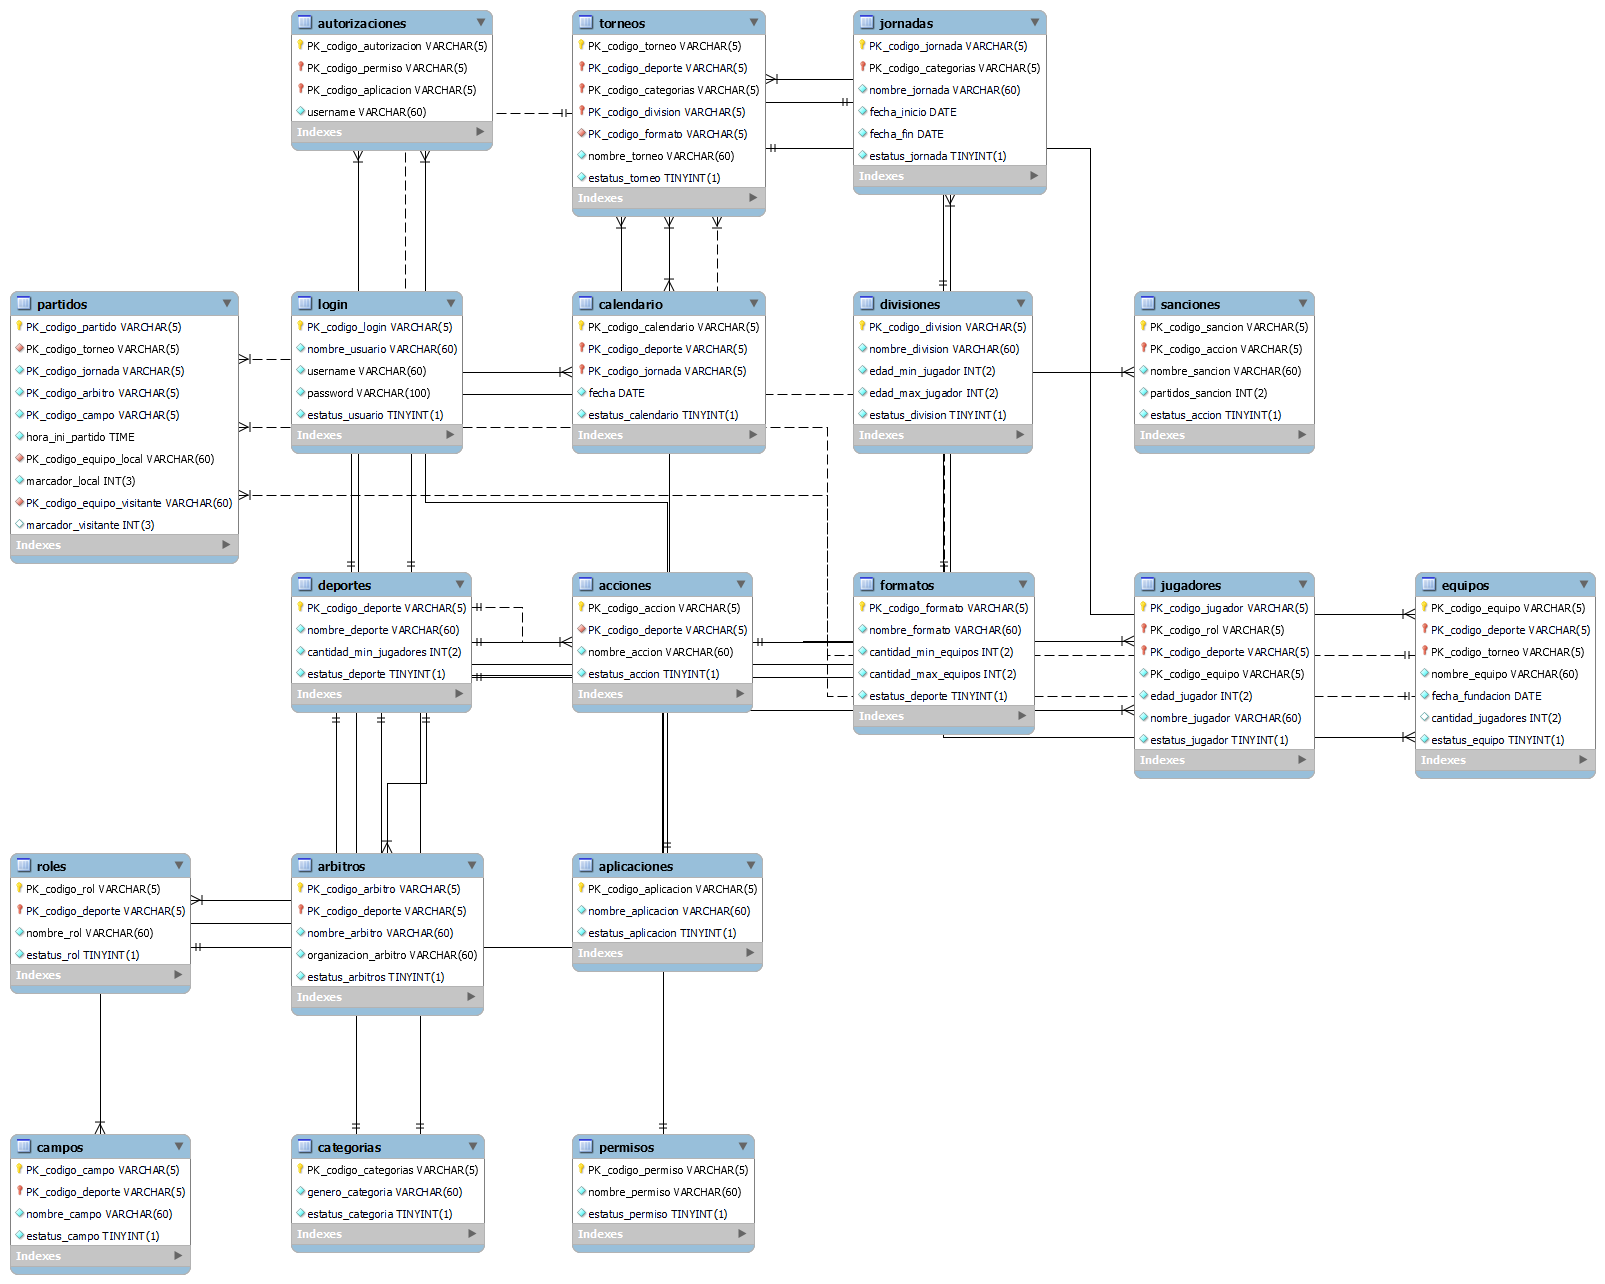 autorizaciones
PK_codigo_autorizacion VARCHAR(5)
PK_codigo_permiso VARCHAR(5)
PK_codigo_aplicacion VARCHAR(5)
username VARCHAR(60)
Indexes
torneos
PK_codigo_torneo VARCHAR(5)
PK_codigo_deporte VARCHAR(5)
PK_codigo_categorias VARCHAR(5)
PK_codigo_division VARCHAR(5)
PK_codigo_formato VARCHAR(5)
nombre_torneo VARCHAR(60)
estatus_torneo TINYINT(1)
Indexes
jornadas
PK_codigo_jornada VARCHAR(5)
PK_codigo_categorias VARCHAR(5)
nombre_jornada VARCHAR(60)
fecha_inicio DATE
fecha_fin DATE
estatus_jornada TINYINT(1)
Indexes
partidos
PK_codigo_partido VARCHAR(5)
PK_codigo_torneo VARCHAR(5)
PK_codigo_jornada VARCHAR(5)
PK_codigo_arbitro VARCHAR(5)
PK_codigo_campo VARCHAR(5)
hora_ini_partido TIME
PK_codigo_equipo_local VARCHAR(60)
marcador_local INT(3)
PK_codigo_equipo_visitante VARCHAR(60)
marcador_visitante INT(3)
Indexes
login
PK_codigo_login VARCHAR(5)
nombre_usuario VARCHAR(60)
username VARCHAR(60)
password VARCHAR(100)
estatus_usuario TINYINT(1)
Indexes
calendario
PK_codigo_calendario VARCHAR(5)
PK_codigo_deporte VARCHAR(5)
PK_codigo_jornada VARCHAR(5)
fecha DATE
estatus_calendario TINYINT(1)
Indexes
divisiones
PK_codigo_division VARCHAR(5)
nombre_division VARCHAR(60)
edad_min_jugador INT(2)
edad_max_jugador INT(2)
estatus_division TINYINT(1)
Indexes
sanciones
PK_codigo_sancion VARCHAR(5)
PK_codigo_accion VARCHAR(5)
nombre_sancion VARCHAR(60)
partidos_sancion INT(2)
estatus_accion TINYINT(1)
Indexes
deportes
PK_codigo_deporte VARCHAR(5)
nombre_deporte VARCHAR(60)
cantidad_min_jugadores INT(2)
estatus_deporte TINYINT(1)
Indexes
acciones
PK_codigo_accion VARCHAR(5)
PK_codigo_deporte VARCHAR(5)
nombre_accion VARCHAR(60)
estatus_accion TINYINT(1)
Indexes
formatos
PK_codigo_formato VARCHAR(5)
nombre_formato VARCHAR(60)
cantidad_min_equipos INT(2)
cantidad_max_equipos INT(2)
estatus_deporte TINYINT(1)
Indexes
jugadores
PK_codigo_jugador VARCHAR(5)
PK_codigo_rol VARCHAR(5)
PK_codigo_deporte VARCHAR(5)
PK_codigo_equipo VARCHAR(5)
edad_jugador INT(2)
nombre_jugador VARCHAR(60)
estatus_jugador TINYINT(1)
Indexes
equipos
PK_codigo_equipo VARCHAR(5)
PK_codigo_deporte VARCHAR(5)
PK_codigo_torneo VARCHAR(5)
nombre_equipo VARCHAR(60)
fecha_fundacion DATE
cantidad_jugadores INT(2)
estatus_equipo TINYINT(1)
Indexes
roles
PK_codigo_rol VARCHAR(5)
PK_codigo_deporte VARCHAR(5)
nombre_rol VARCHAR(60)
estatus_rol TINYINT(1)
Indexes
arbitros
PK_codigo_arbitro VARCHAR(5)
PK_codigo_deporte VARCHAR(5)
nombre_arbitro VARCHAR(60)
organizacion_arbitro VARCHAR(60)
estatus_arbitros TINYINT(1)
Indexes
aplicaciones
PK_codigo_aplicacion VARCHAR(5)
nombre_aplicacion VARCHAR(60)
estatus_aplicacion TINYINT(1)
Indexes
campos
PK_codigo_campo VARCHAR(5)
PK_codigo_deporte VARCHAR(5)
nombre_campo VARCHAR(60)
estatus_campo TINYINT(1)
Indexes
categorias
PK_codigo_categorias VARCHAR(5)
genero_categoria VARCHAR(60)
estatus_categoria TINYINT(1)
Indexes
permisos
PK_codigo_permiso VARCHAR(5)
nombre_permiso VARCHAR(60)
estatus_permiso TINYINT(1)
Indexes